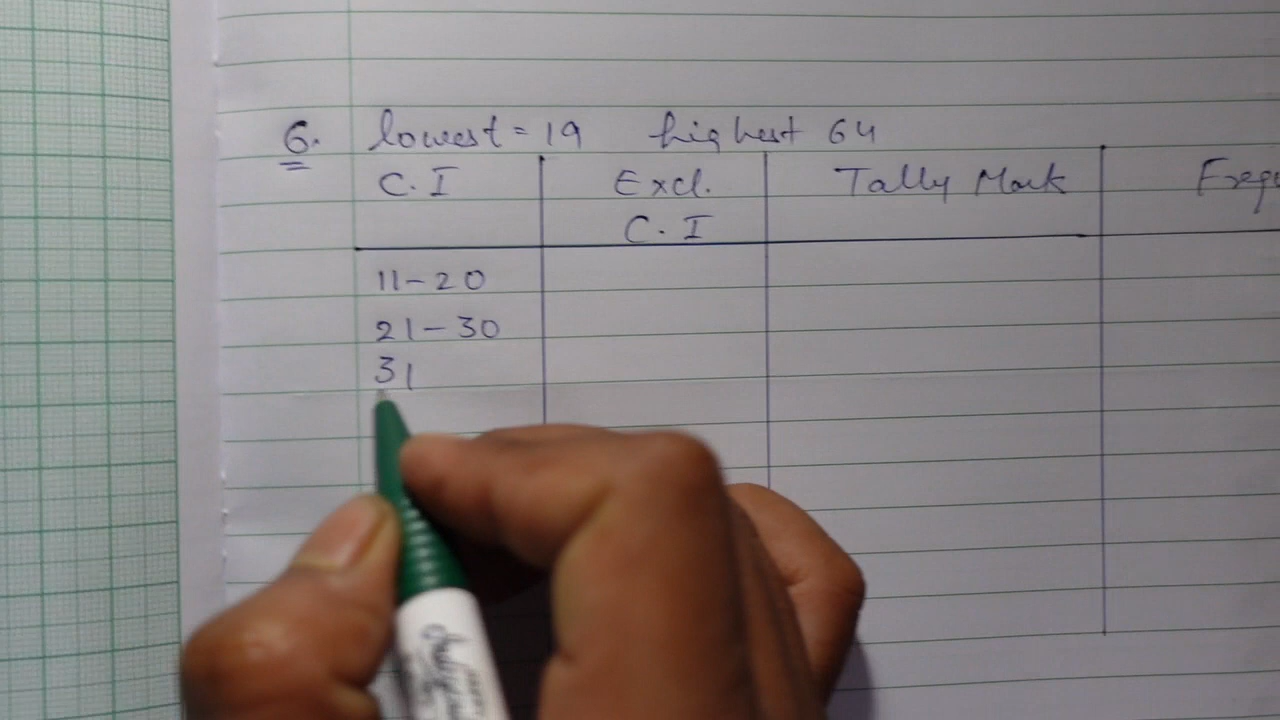 6. lowest = 19 highest 64
C.I Excl. C.I Tally Mark
11-20
21-30
31